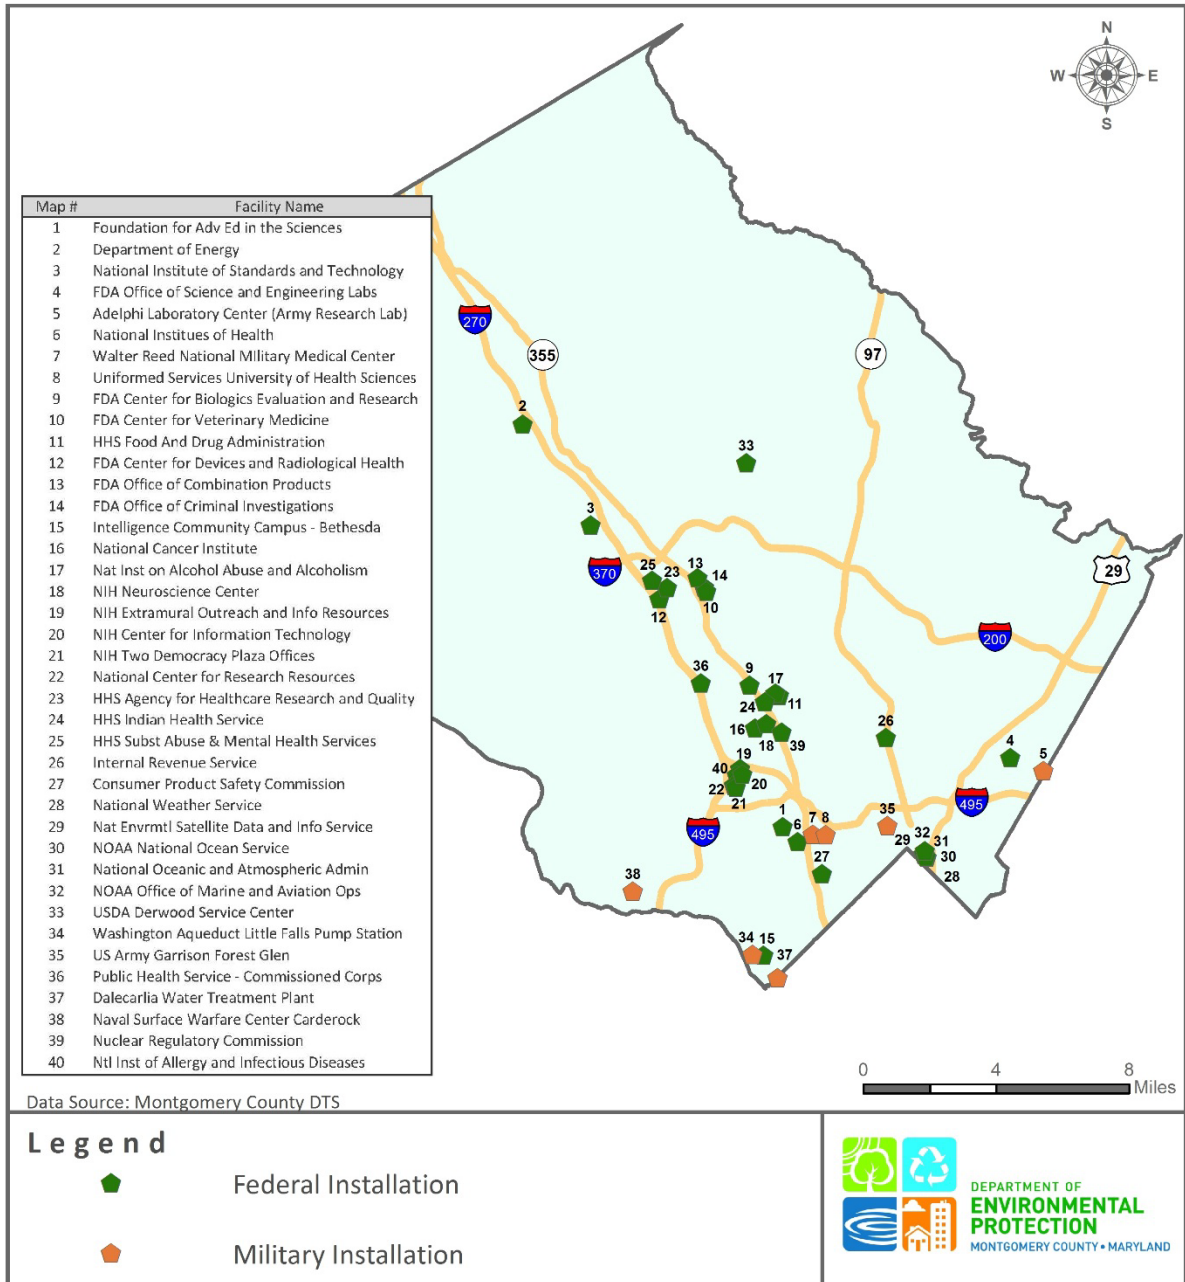 N
W E
S
Map # Facility Name
1 Foundation for Adv Ed in the Sciences
2 Department of Energy
3 National Institute of Standards and Technology
4 FDA Office of Science and Engineering Labs
5 Adelphi Laboratory Center (Army Research Lab)
6 National Institues of Health
7 Walter Reed National MIlitary Medical Center
8 Uniformed Services University of Health Sciences
9 FDA Center for Biologics Evaluation and Research
10 FDA Center for Veterinary Medicine
11 HHS Food And Drug Administration
12 FDA Center for Devices and Radiological Health
13 FDA Office of Combination Products
14 FDA Office of Criminal Investigations
15 Intelligence Community Campus - Bethesda
16 National Cancer Institute
17 Nat Inst on Alcohol Abuse and Alcoholism
18 NIH Neuroscience Center
19 NIH Extramural Outreach and Info Resources
20 NIH Center for Information Technology
21 NIH Two Democracy Plaza Offices
22 National Center for Research Resources
23 HHS Agency for Healthcare Research and Quality
24 HHS Indian Health Service
25 HHS Subst Abuse & Mental Health Services
26 Internal Revenue Service
27 Consumer Product Safety Commission
28 National Weather Service
29 Nat Envrmtl Satellite Data and Info Service
30 NOAA National Ocean Service
31 National Oceanic and Atmospheric Admin
32 NOAA Office of Marine and Aviation Ops
33 USDA Derwood Service Center
34 Washington Aqueduct Little Falls Pump Station
35 US Army Garrison Forest Glen
36 Public Health Service - Commissioned Corps
37 Dalecarlia Water Treatment Plant
38 Naval Surface Warfare Center Carderock
39 Nuclear Regulatory Commission
40 Ntl Inst of Allergy and Infectious Diseases
270
355
97
2
33
3
370
25 23 13 14
12 10
29
200
36 9 17
24 11
16 18 39
26
4 5
19
40 20
22 21
495
1 6 7 8 35
495
29 32 31
30
28
27
38
34 15 37
0 4 8
Miles
Data Source: Montgomery County DTS
Legend
Federal Installation
Military Installation
DEPARTMENT OF
ENVIRONMENTAL
PROTECTION
MONTGOMERY COUNTY • MARYLAND